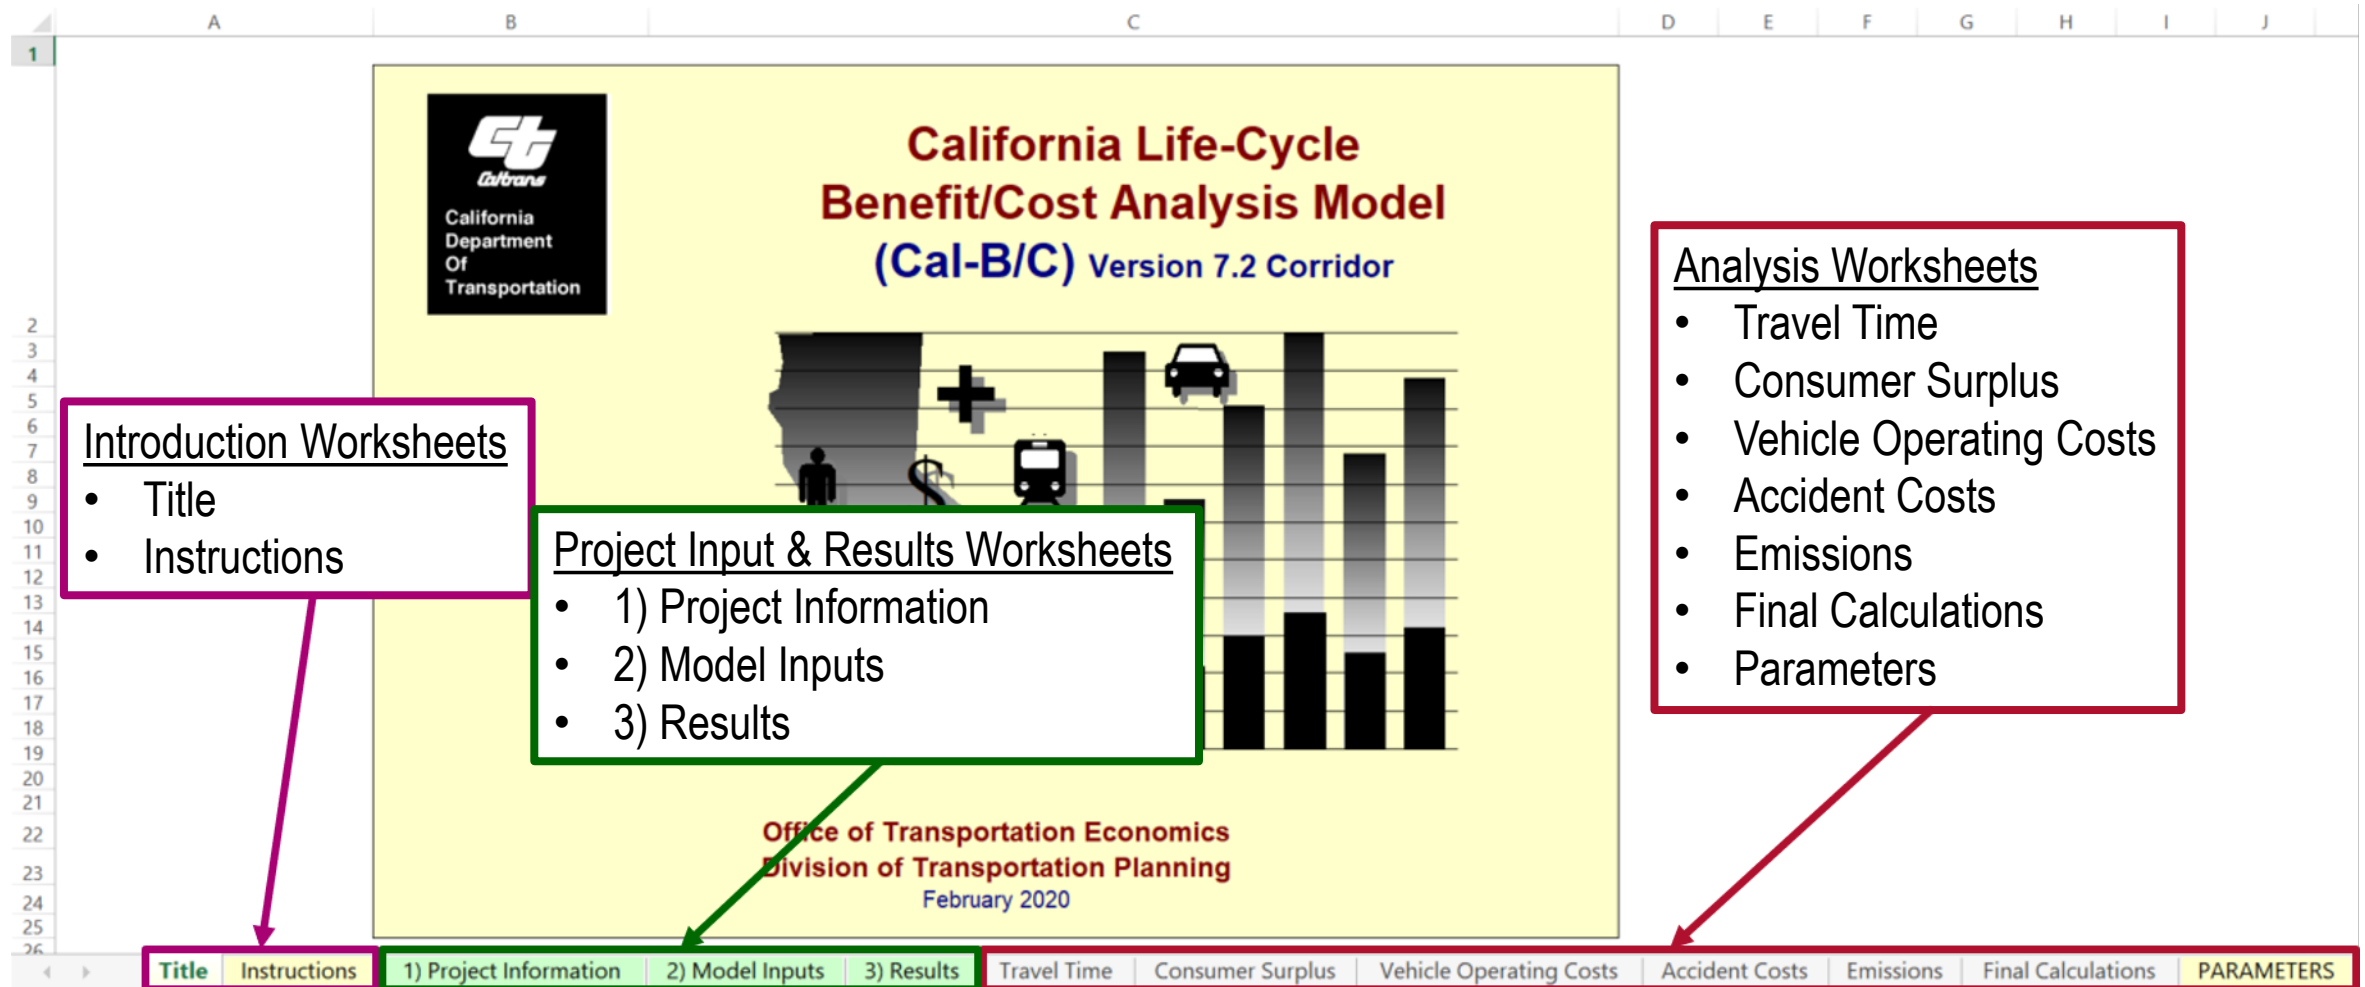 A B C D E F G H I J
1
Caltrans
California
Department
Of
Transportation
California Life-Cycle
Benefit/Cost Analysis Model
(Cal-B/C) Version 7.2 Corridor
2
3
4
5
6
7
8
9
10
11
12
13
14
15
16
17
18
19
20
21
22
23
24
25
26
Introduction Worksheets
• Title
• Instructions
$
Project Input & Results Worksheets
• 1) Project Information
• 2) Model Inputs
• 3) Results
Analysis Worksheets
• Travel Time
• Consumer Surplus
• Vehicle Operating Costs
• Accident Costs
• Emissions
• Final Calculations
• Parameters
Office of Transportation Economics
Division of Transportation Planning
February 2020
Title Instructions 1) Project Information 2) Model Inputs 3) Results Travel Time Consumer Surplus Vehicle Operating Costs Accident Costs Emissions Final Calculations PARAMETERS